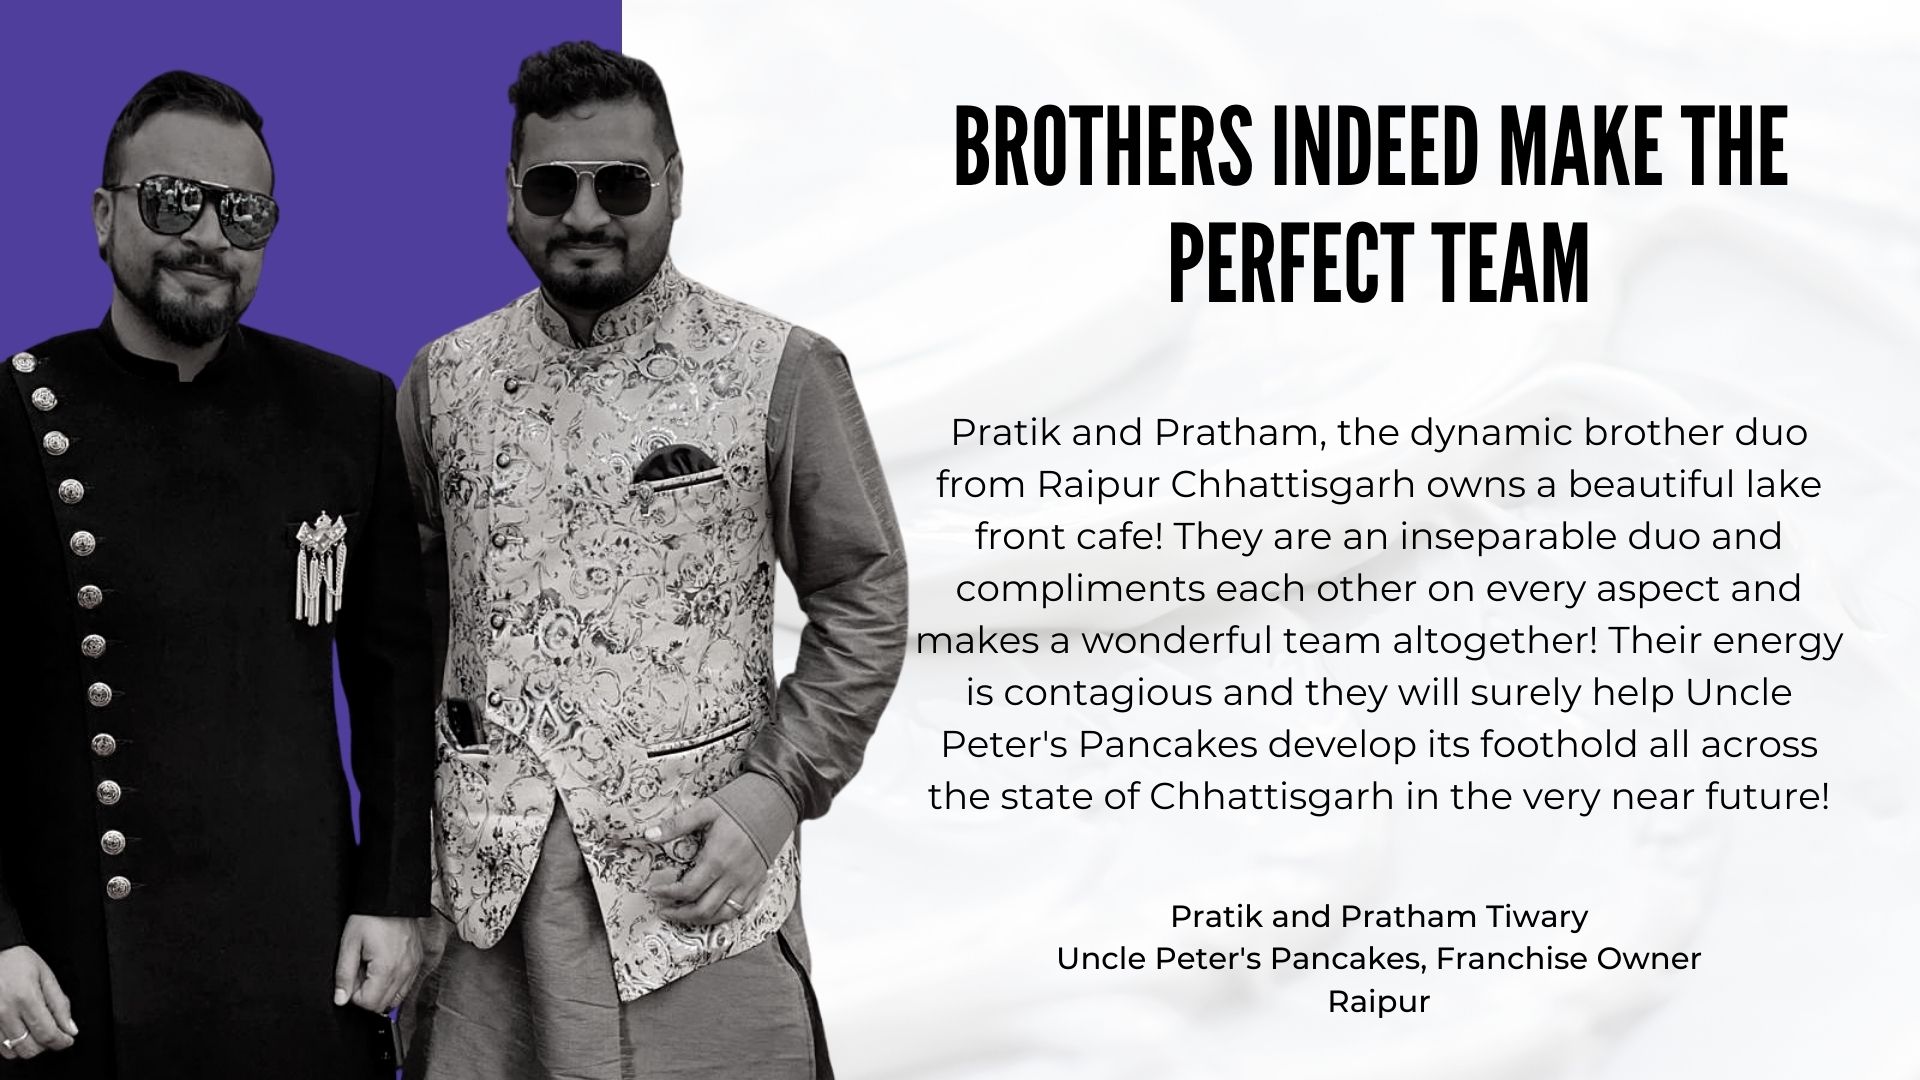 BROTHERS INDEED MAKE THE
PERFECT TEAM
Pratik and Pratham, the dynamic brother duo
from Raipur Chhattisgarh owns a beautiful lake
front cafe! They are an inseparable duo and
compliments each other on every aspect and
makes a wonderful team altogether! Their energy
is contagious and they will surely help Uncle
Peter's Pancakes develop its foothold all across
the state of Chhattisgarh in the very near future!
Pratik and Pratham Tiwary
Uncle Peter's Pancakes, Franchise Owner
Raipur